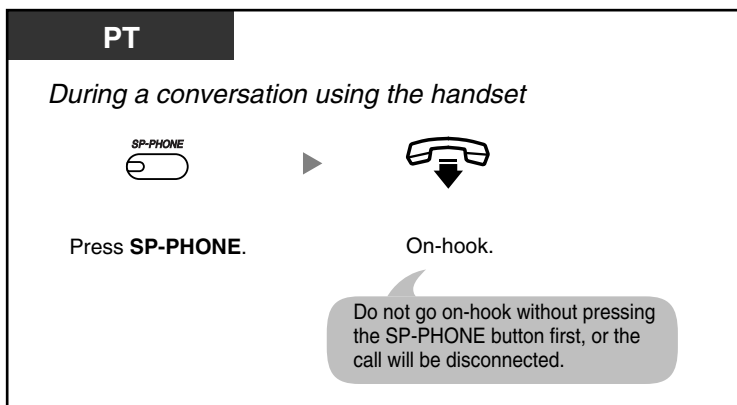 PT
During a conversation using the handset
SP-PHONE
Press SP-PHONE.
On-hook.
Do not go on-hook without pressing
the SP-PHONE button first, or the
call will be disconnected.